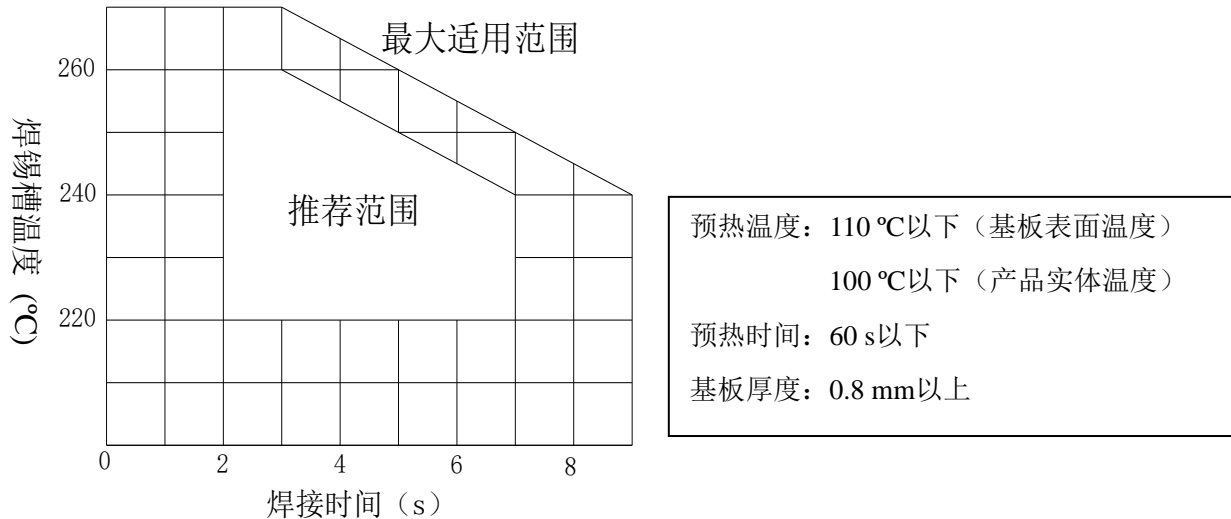 最大适用范围
260
240
220
焊锡槽温度 (ºC)
推荐范围
0 2 4 6 8
焊接时间（s）
预热温度：110 ºC以下（基板表面温度）
100 ºC以下（产品实体温度）
预热时间：60 s以下
基板厚度：0.8 mm以上